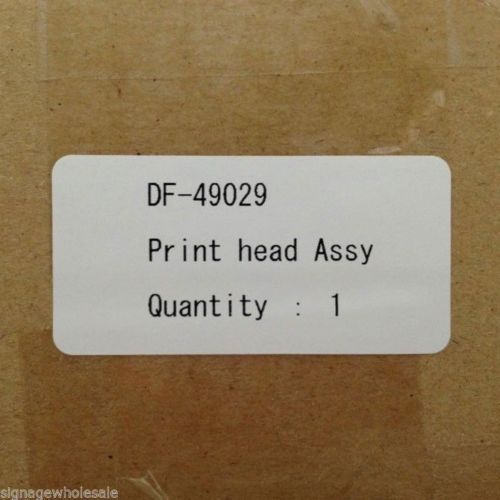 DF-49029
Print head Assy
Quantity : 1
signagewholesale